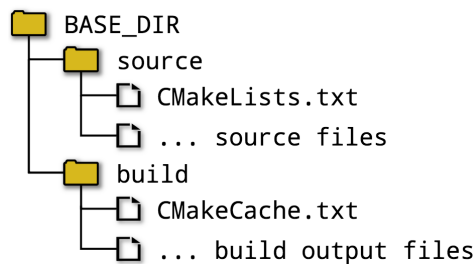 BASE_DIR
source
CMakeLists.txt
... source files
build
CMakeCache.txt
... build output files